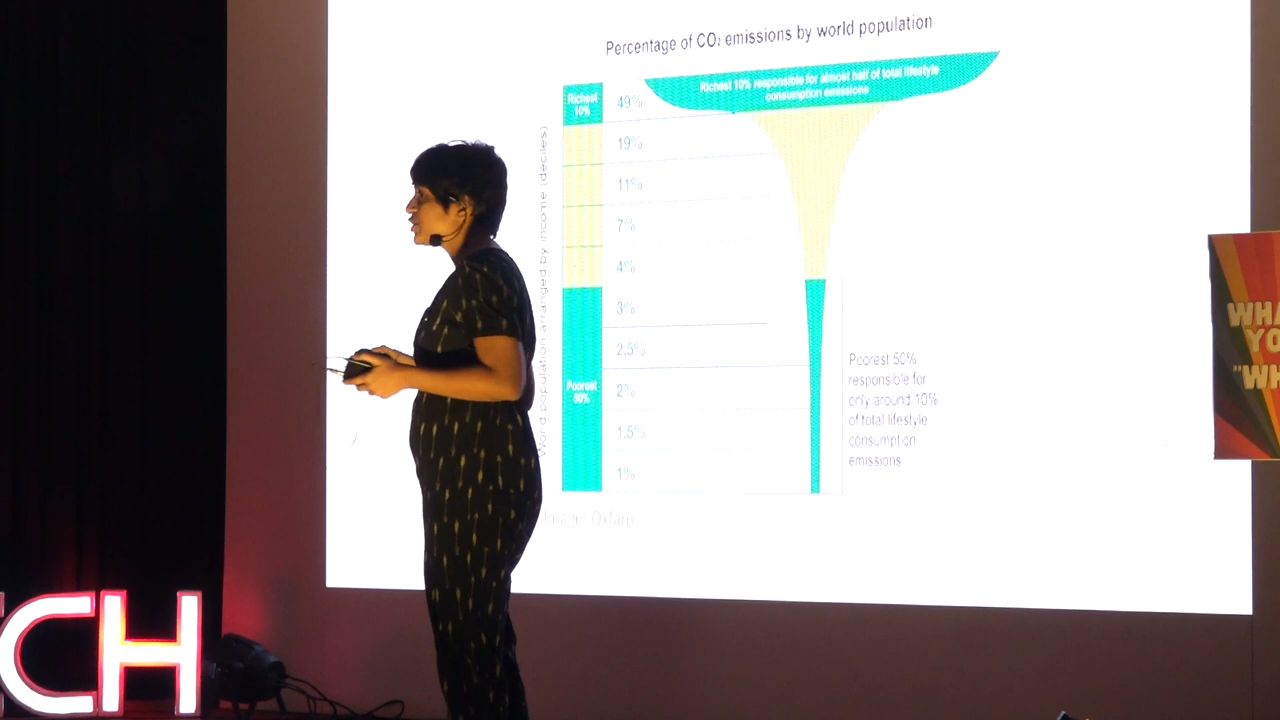 Percentage of CO₂ emissions by world population
Richest
10%
49%
Richest 10% responsible for almost half of total lifestyle
consumption emissions
19%
11%
7%
4%
3%
2.5%
2%
1.5%
1%
World population arranged by income (deciles)
Poorest
50%
Poorest 50%
responsible for
only around 10%
of total lifestyle
consumption
emissions
Image: Oxfam
CH
WHA
YO
"WH